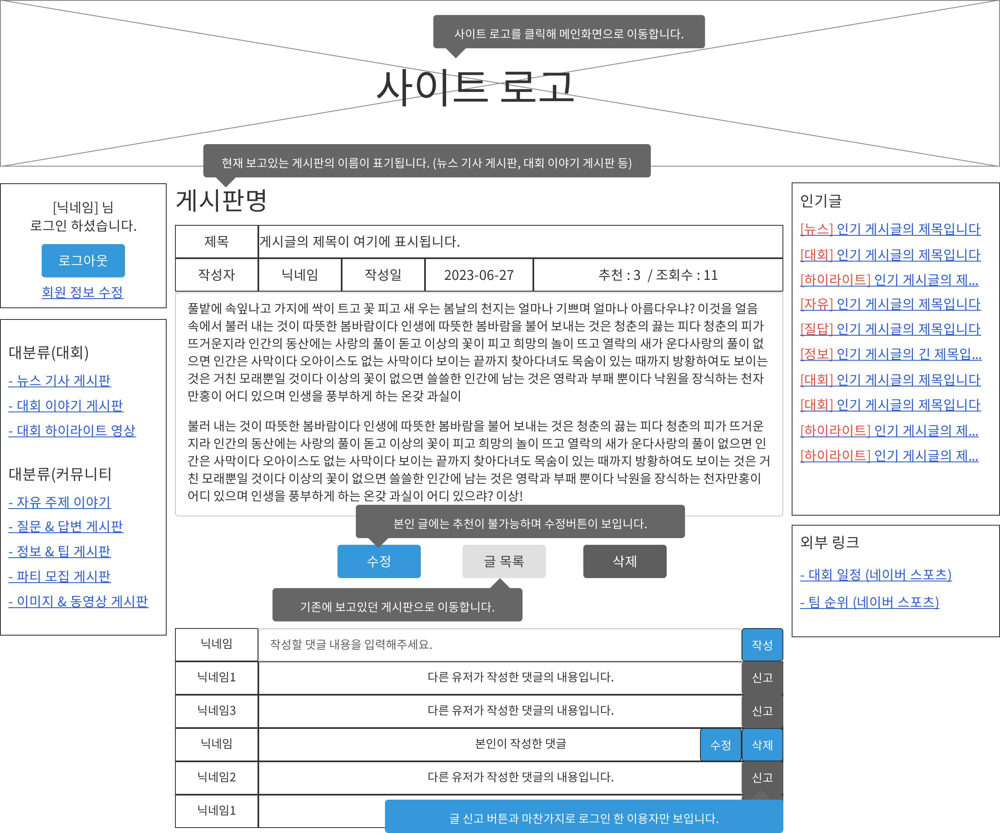 사이트 로고를 클릭해 메인화면으로 이동합니다.
사이트 로고
현재 보고있는 게시판의 이름이 표기됩니다. (뉴스 기사 게시판, 대회 이야기 게시판 등)
[닉네임] 님
로그인 하셨습니다.
로그아웃
회원 정보 수정
대분류(대회)
- 뉴스 기사 게시판
- 대회 이야기 게시판
- 대회 하이라이트 영상
대분류(커뮤니티
- 자유 주제 이야기
- 질문 & 답변 게시판
- 정보 & 팁 게시판
- 파티 모집 게시판
- 이미지 & 동영상 게시판
게시판명
제목 게시글의 제목이 여기에 표시됩니다.
작성자 닉네임 작성일 2023-06-27 추천 : 3 / 조회수 : 11
풀밭에 속잎나고 가지에 싹이 트고 꽃 피고 새 우는 봄날의 천지는 얼마나 기쁘며 얼마나 아름다우냐? 이것을 얼음
속에서 불러 내는 것이 따뜻한 봄바람이다 인생에 따뜻한 봄바람을 불어 보내는 것은 청춘의 끓는 피다 청춘의 피가
뜨거운지라 인간의 동산에는 사랑의 풀이 돋고 이상의 꽃이 피고 희망의 놀이 뜨고 열락의 새가 운다사랑의 풀이 없
으면 인간은 사막이다 오아이스도 없는 사막이다 보이는 끝까지 찾아다녀도 목숨이 있는 때까지 방황하여도 보이는
것은 거친 모래뿐일 것이다 이상의 꽃이 없으면 쓸쓸한 인간에 남는 것은 영락과 부패 뿐이다 낙원을 장식하는 천자
만홍이 어디 있으며 인생을 풍부하게 하는 온갖 과실이
불러 내는 것이 따뜻한 봄바람이다 인생에 따뜻한 봄바람을 불어 보내는 것은 청춘의 끓는 피다 청춘의 피가 뜨거운
지라 인간의 동산에는 사랑의 풀이 돋고 이상의 꽃이 피고 희망의 놀이 뜨고 열락의 새가 운다사랑의 풀이 없으면 인
간은 사막이다 오아이스도 없는 사막이다 보이는 끝까지 찾아다녀도 목숨이 있는 때까지 방황하여도 보이는 것은 거
친 모래뿐일 것이다 이상의 꽃이 없으면 쓸쓸한 인간에 남는 것은 영락과 부패 뿐이다 낙원을 장식하는 천자만홍이
어디 있으며 인생을 풍부하게 하는 온갖 과실이 어디 있으랴? 이상!
본인 글에는 추천이 불가능하며 수정버튼이 보입니다.
수정 글 목록 삭제
기존에 보고있던 게시판으로 이동합니다.
닉네임 작성할 댓글 내용을 입력해주세요. 작성
닉네임1 다른 유저가 작성한 댓글의 내용입니다. 신고
닉네임3 다른 유저가 작성한 댓글의 내용입니다. 신고
닉네임 본인이 작성한 댓글 수정 삭제
닉네임2 다른 유저가 작성한 댓글의 내용입니다. 신고
닉네임1
글 신고 버튼과 마찬가지로 로그인 한 이용자만 보입니다.
인기글
[뉴스] 인기 게시글의 제목입니다
[대회] 인기 게시글의 제목입니다
[하이라이트] 인기 게시글의 제...
[자유] 인기 게시글의 제목입니다
[질답] 인기 게시글의 제목입니다
[정보] 인기 게시글의 긴 제목입...
[대회] 인기 게시글의 제목입니다
[대회] 인기 게시글의 제목입니다
[하이라이트] 인기 게시글의 제...
[하이라이트] 인기 게시글의 제...
외부 링크
- 대회 일정 (네이버 스포츠)
- 팀 순위 (네이버 스포츠)